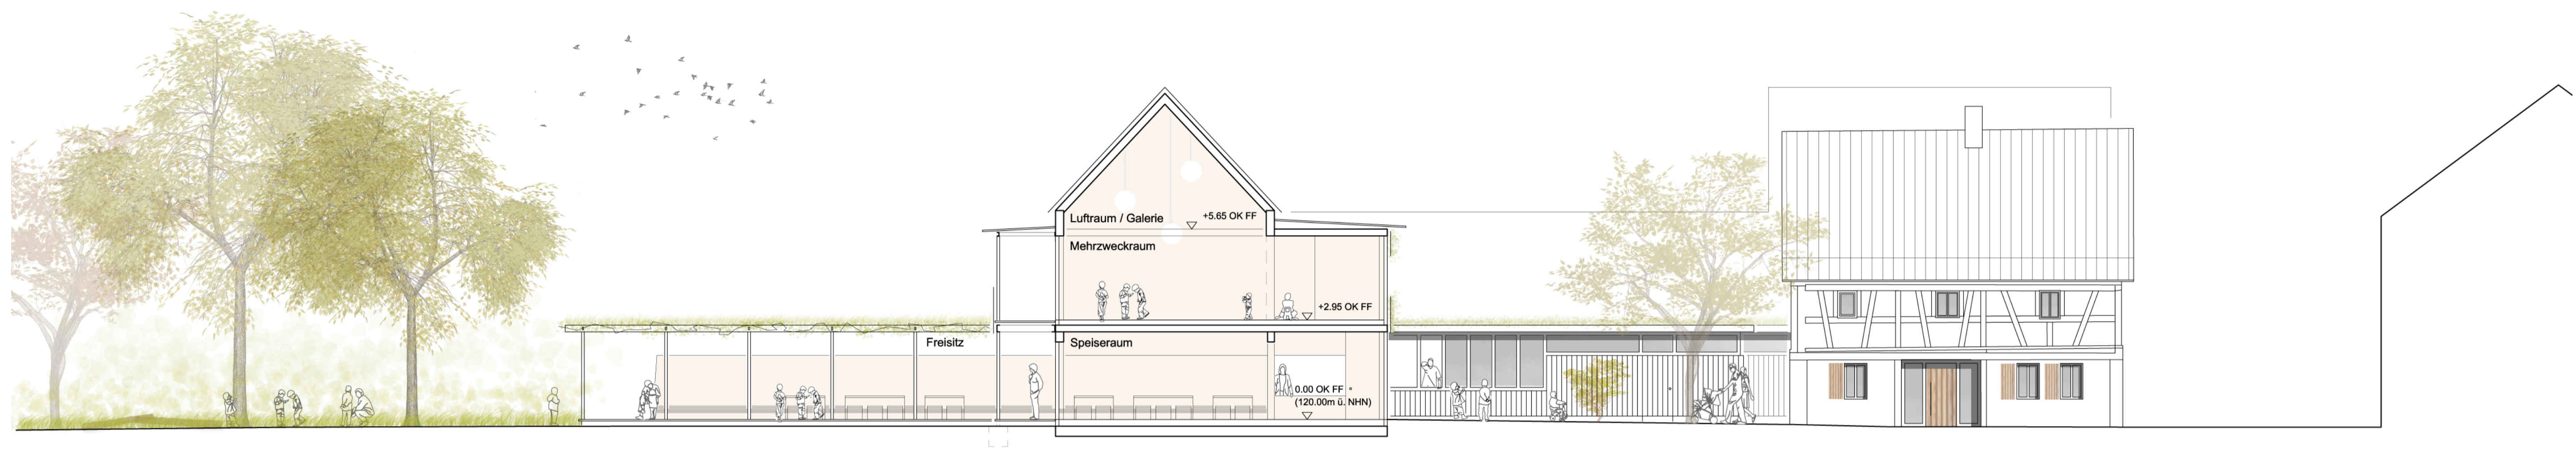 Luftraum / Galerie
+5.65 OK FF
Mehrzweckraum
+2.95 OK FF
Freisitz
Speiseraum
0.00 OK FF
(120.00m ü. NHN)